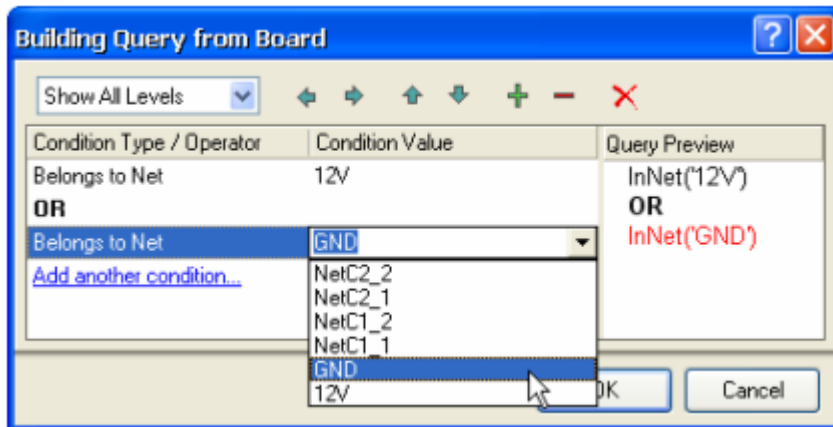 Building Query from Board
Show All Levels
Condition Type / Operator Condition Value Query Preview
Belongs to Net 12V InNet('12V')
OR OR
Belongs to Net GND InNet('GND')
Add another condition...
NetC2_2
NetC2_1
NetC1_2
NetC1_1
GND
12V
Cancel